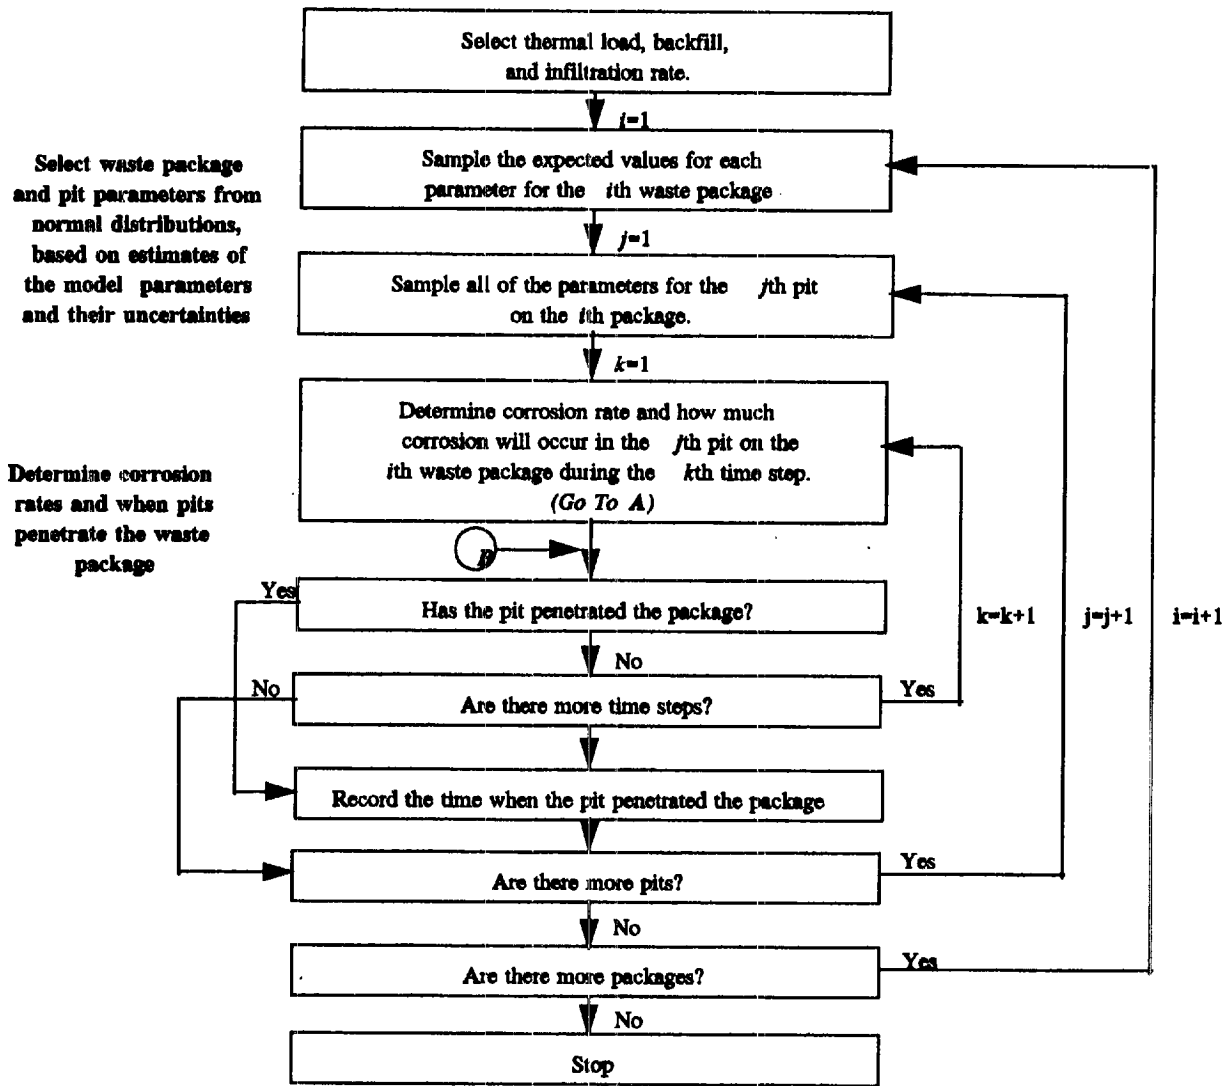 Select thermal load, backfill,
and infiltration rate.
i=1
Select waste package
and pit parameters from
normal distributions,
based on estimates of
the model parameters
and their uncertainties
Sample the expected values for each
parameter for the ith waste package
j=1
Sample all of the parameters for the jth pit
on the ith package.
k=1
Determine corrosion rate and how much
corrosion will occur in the jth pit on the
ith waste package during the kth time step.
(Go To A)
Determine corrosion
rates and when pits
penetrate the waste
package
B
Yes
Has the pit penetrated the package?
k=k+1
j=j+1
i=i+1
No
No
Are there more time steps?
Yes
Record the time when the pit penetrated the package
Are there more pits?
Yes
No
Are there more packages?
Yes
No
Stop